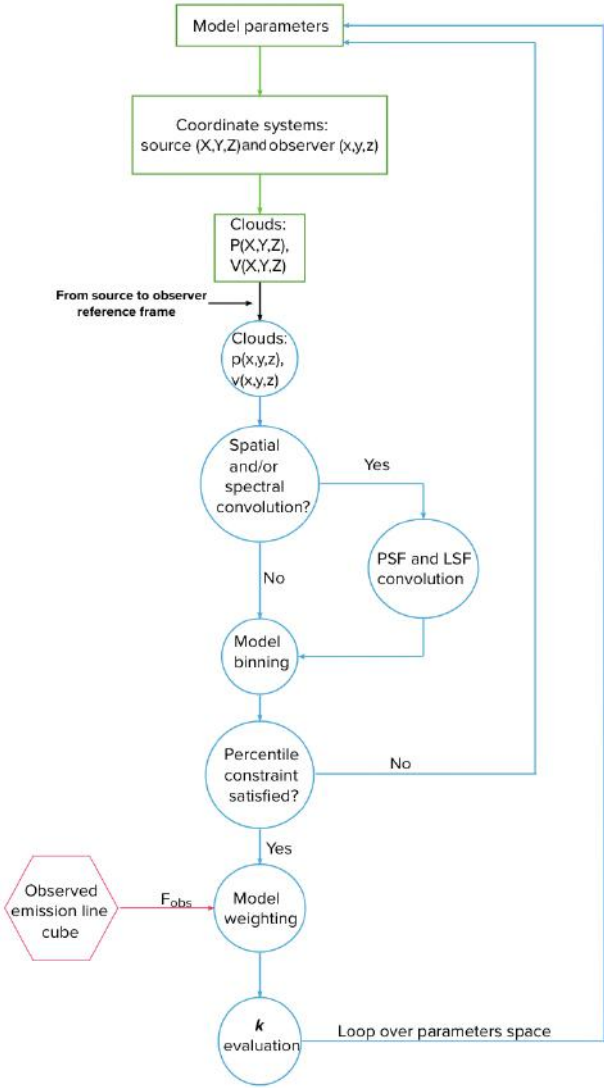 Model parameters
Coordinate systems:
source (X,Y,Z)and observer (x,y,z)
Clouds:
P(X,Y,Z),
V(X,Y,Z)
From source to observer
reference frame
Clouds:
p(x,y,z),
v(x,y,z)
Spatial
and/or
spectral
convolution?
Yes
PSF and LSF
convolution
No
Model
binning
Percentile
constraint
satisfied?
No
Yes
Observed
emission line
cube
Fobs
Model
weighting
k
evaluation
Loop over parameters space